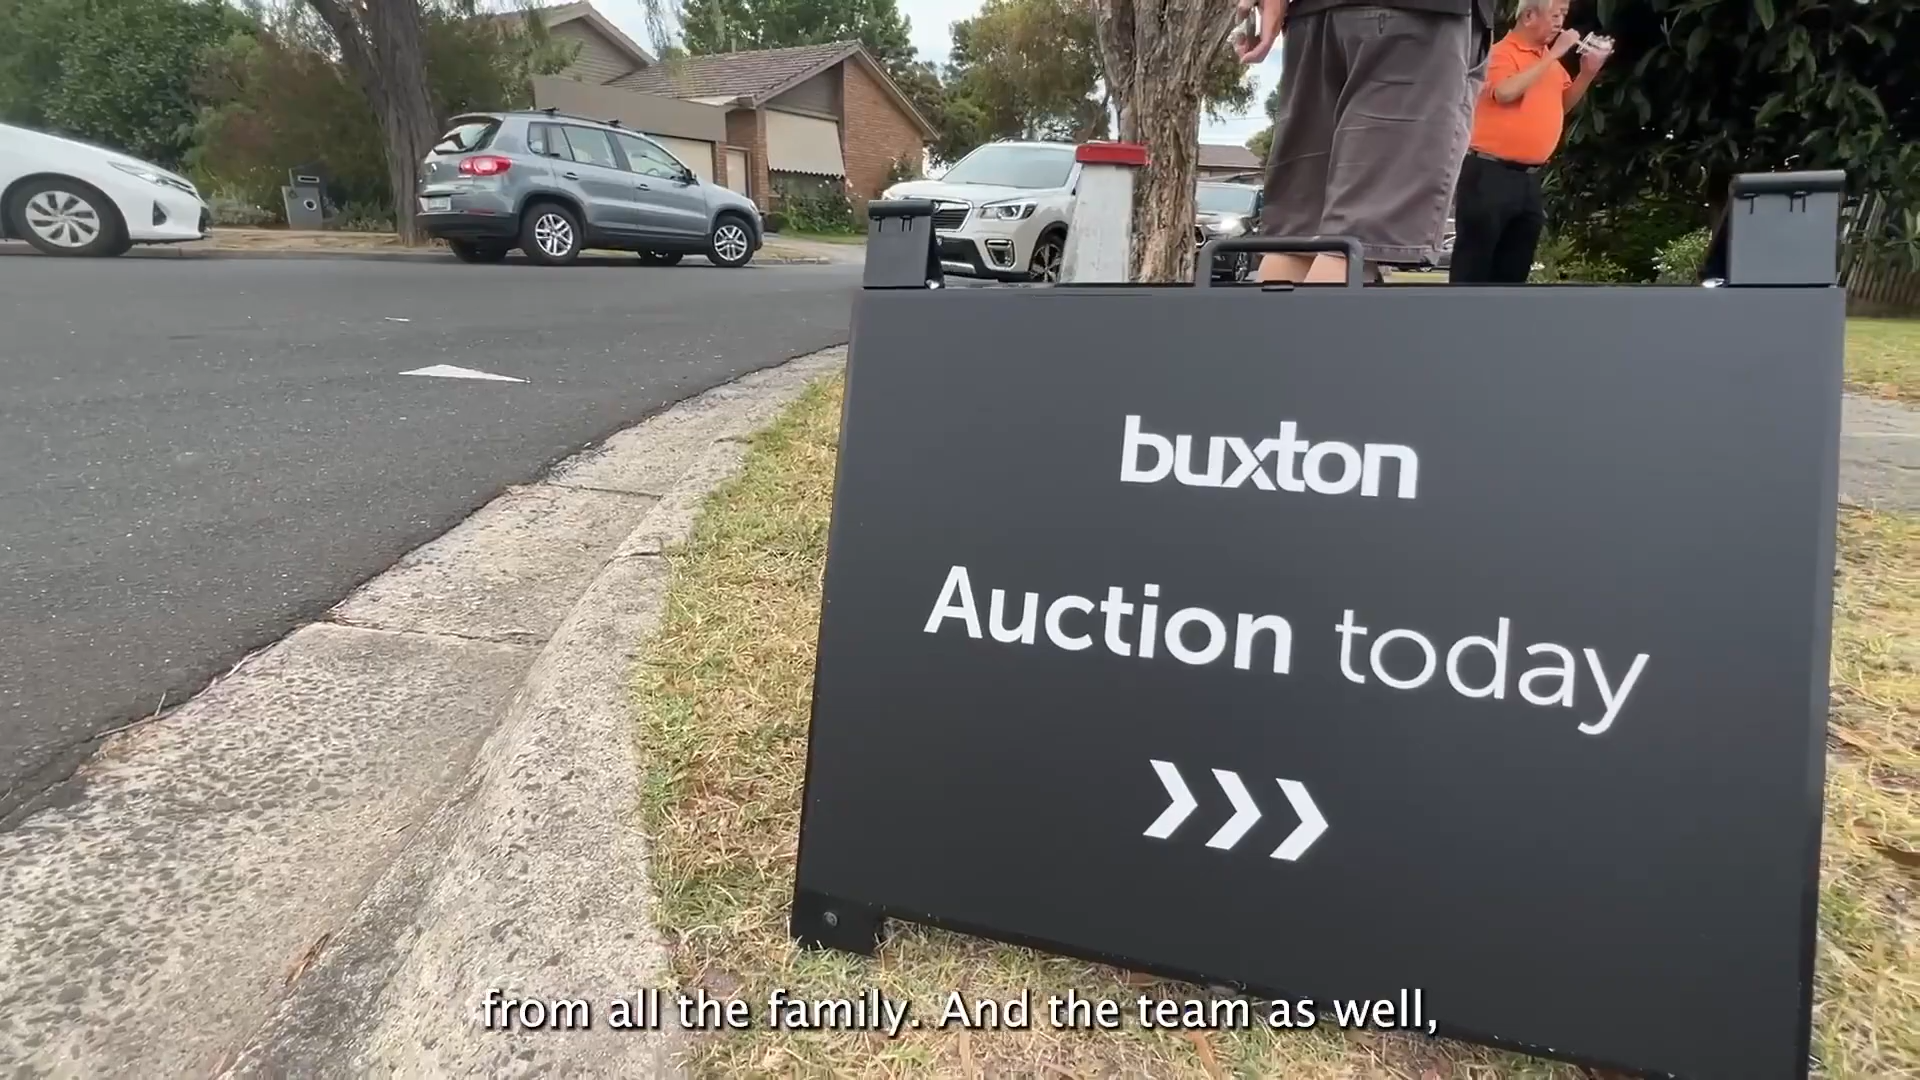 buxton
Auction today
from all the family. And the team as well,